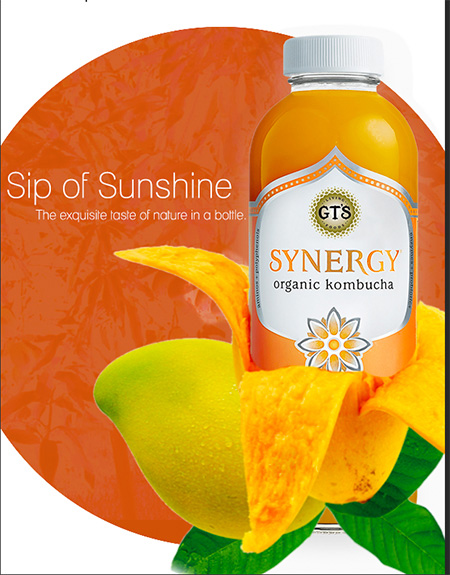 Sip of Sunshine
The exquisite taste of nature in a bottle.
GT'S
SYNERGY
organic kombucha